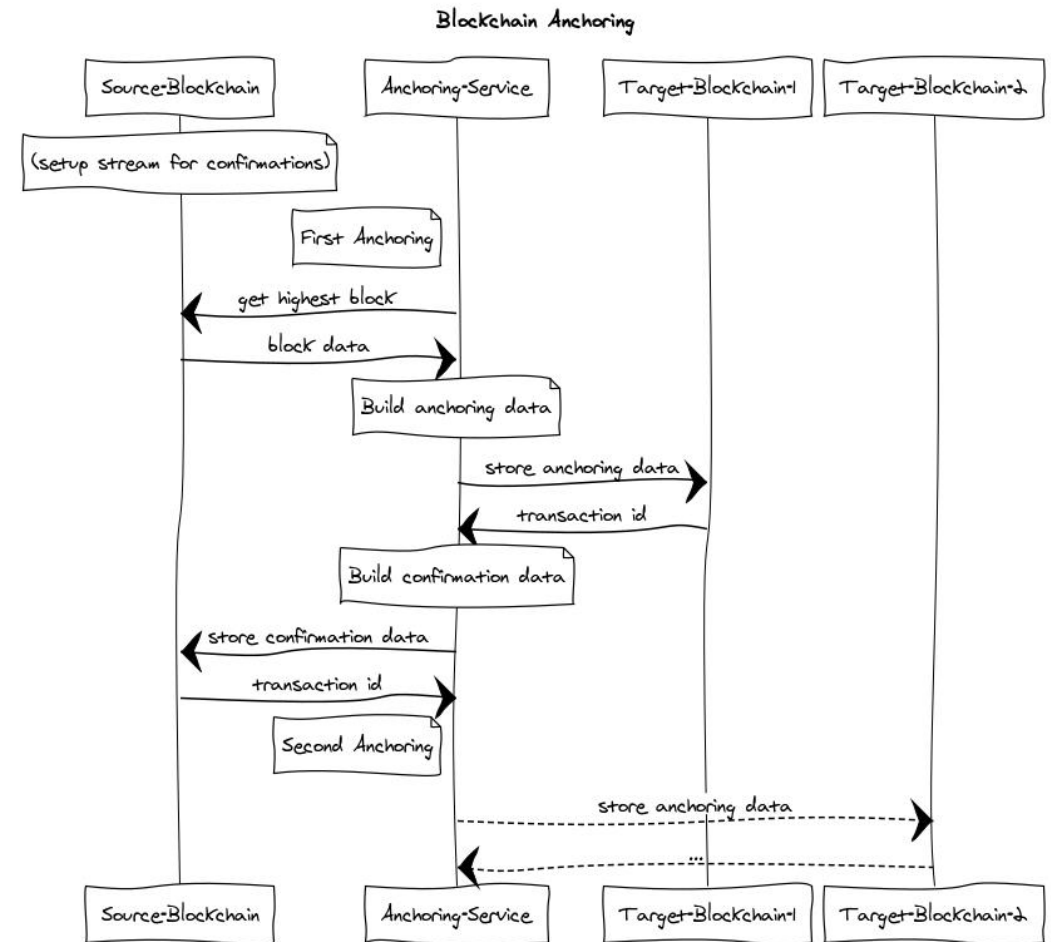 Blockchain Anchoring
Source-Blockchain
Anchoring-Service
Target-Blockchain-1
Target-Blockchain-2
(setup stream for confirmations)
First Anchoring
get highest block
block data
Build anchoring data
store anchoring data
transaction id
Build confirmation data
store confirmation data
transaction id
Second Anchoring
store anchoring data
...
Source-Blockchain
Anchoring-Service
Target-Blockchain-1
Target-Blockchain-2